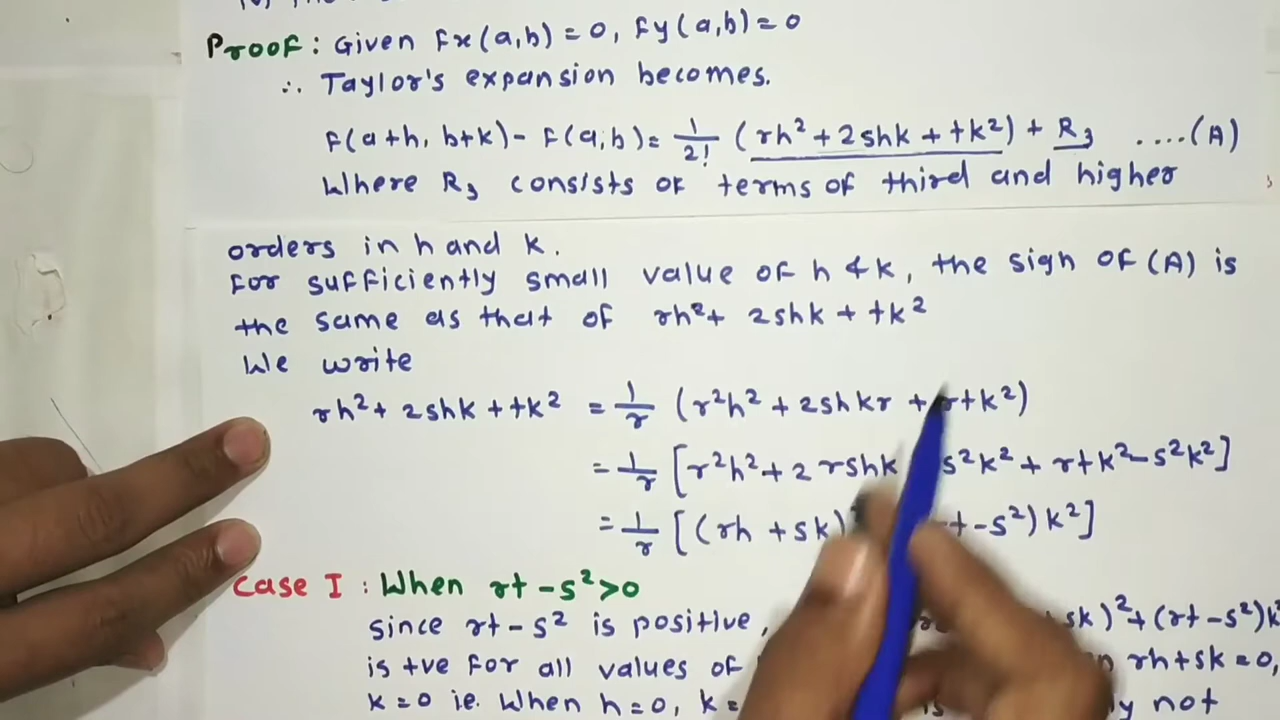 Proof: Given Fx(a,b)=0, Fy(a,b)=0
∴ Taylor's expansion becomes.
F(a+h, b+k)- F(a,b)= 1/2! (rh²+2shk+tk²)+ R₃ ....(A)
Where R₃ consists of terms of third and higher
orders in h and k.
For sufficiently small value of h & k, the sign of (A) is
the same as that of rh²+ 2shk + tk²
We write
rh²+ 2shk + tk² = 1/r (r²h² + 2shkr + rtk²)
= 1/r [r²h²+ 2 rshk s²k² + rtk²-s²k²]
= 1/r [(rh +sk) t-s²)k²]
Case I : When rt -s²>0
since rt-s² is positive, sk)²+(rt-s²)k²
is +ve for all values of rh+sk=0,
k=0 ie. When h=0, k= not